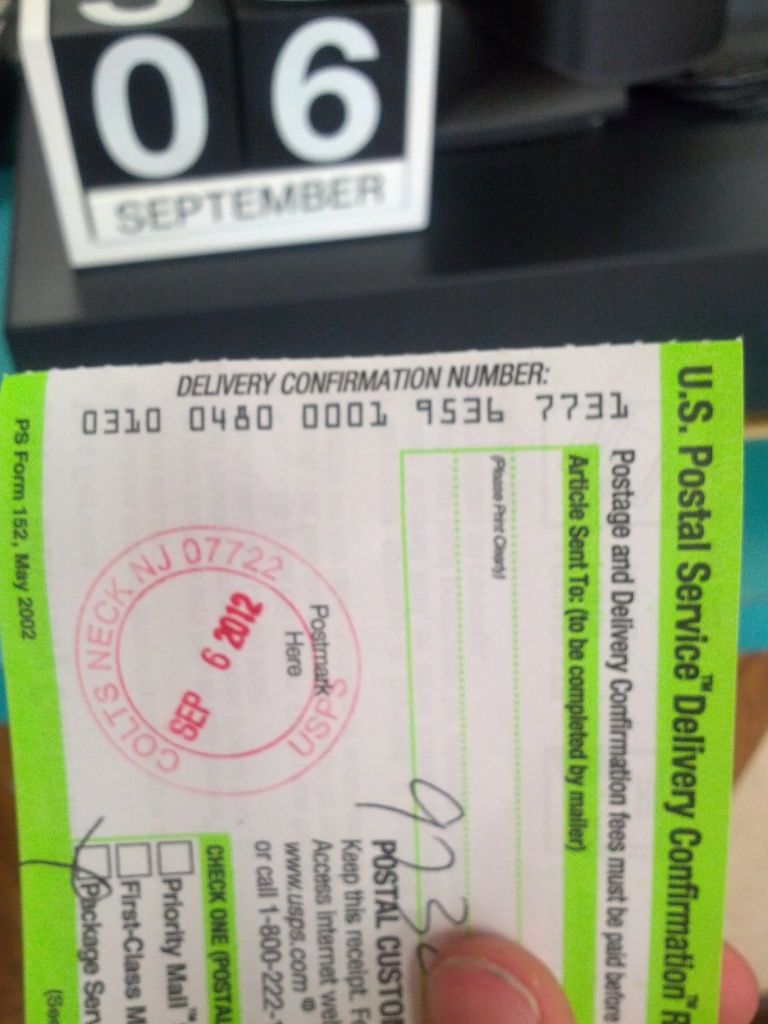 06
SEPTEMBER
U.S. Postal Service™ Delivery Confirmation™
Postage and Delivery Confirmation fees must be paid before
Article Sent To: (to be completed by mailer)
(Please Print Clearly)
DELIVERY CONFIRMATION NUMBER:
0310 0480 0001 9536 7731
POSTAL CUSTO
Keep this receipt. F
Access internet we
www.usps.com ®
or call 1-800-222-
Postmark
Here
COLTS NECK NJ 07722
SEP 6 2012
USPS
CHECK ONE (POSTAL
Priority Mail™
First-Class M
Package Serv
(See
PS Form 152, May 2002